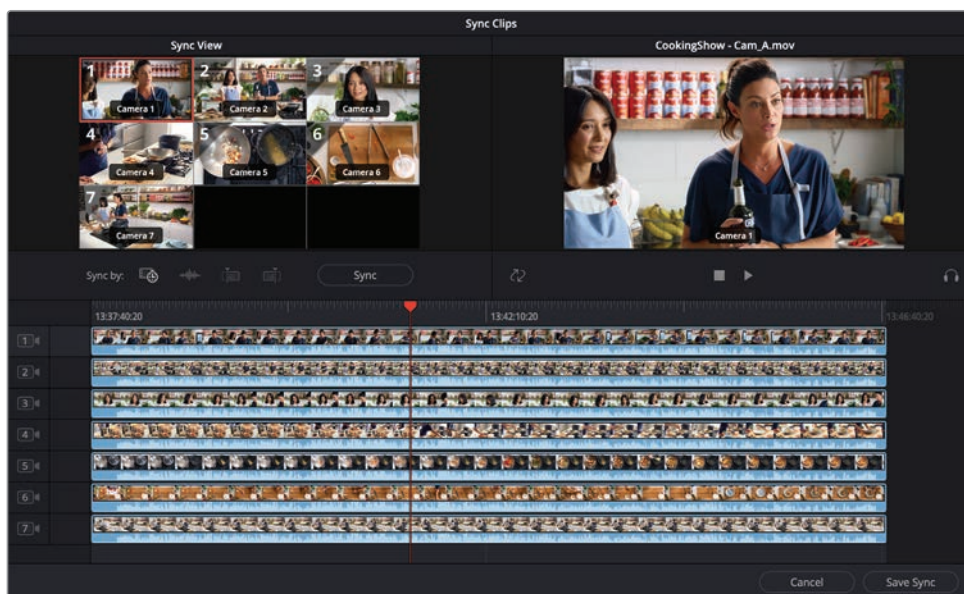 Sync Clips
Sync View
CookingShow - Cam_A.mov
1
2
3
Camera 1
Camera 2
Camera 3
4
5
6
Camera 4
Camera 5
Camera 6
7
Camera 7
Camera 1
Sync by:
Sync
13:37:40:20
13:42:10:20
13:46:40:20
1
2
3
4
5
6
7
Cancel
Save Sync